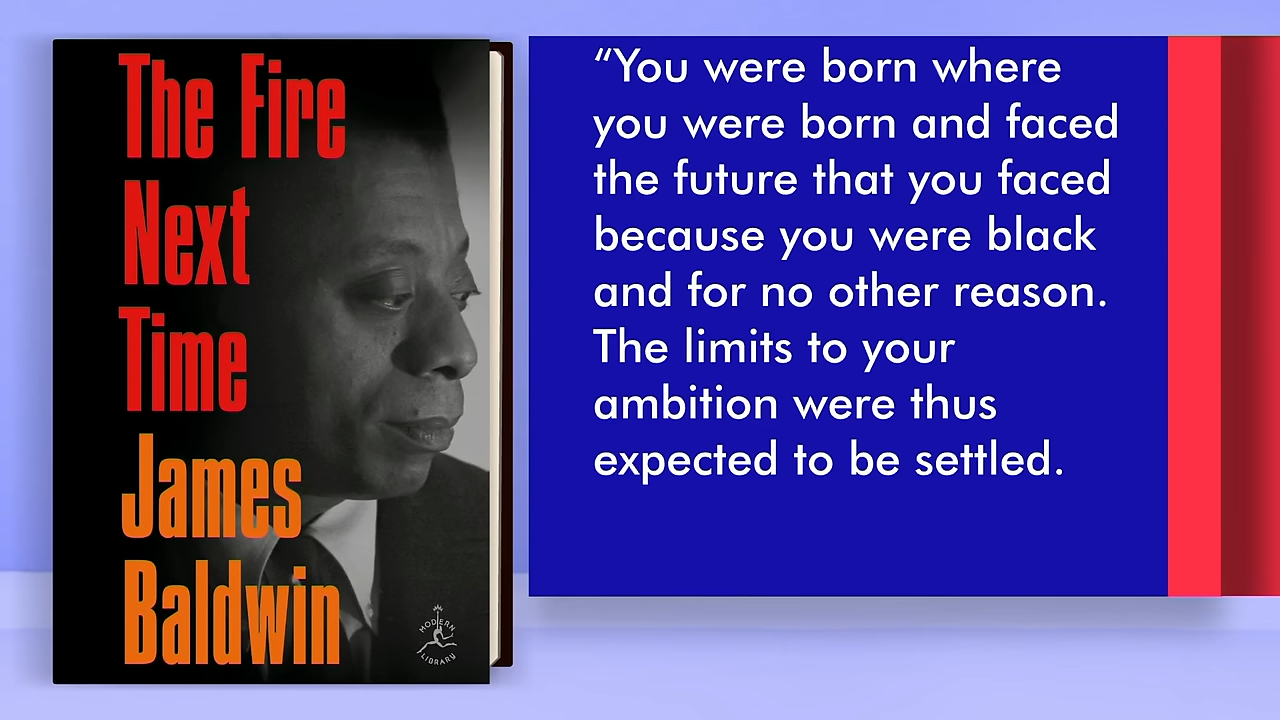 The Fire
Next
Time
James
Baldwin
MODERN
LIBRARY
“You were born where
you were born and faced
the future that you faced
because you were black
and for no other reason.
The limits to your
ambition were thus
expected to be settled.